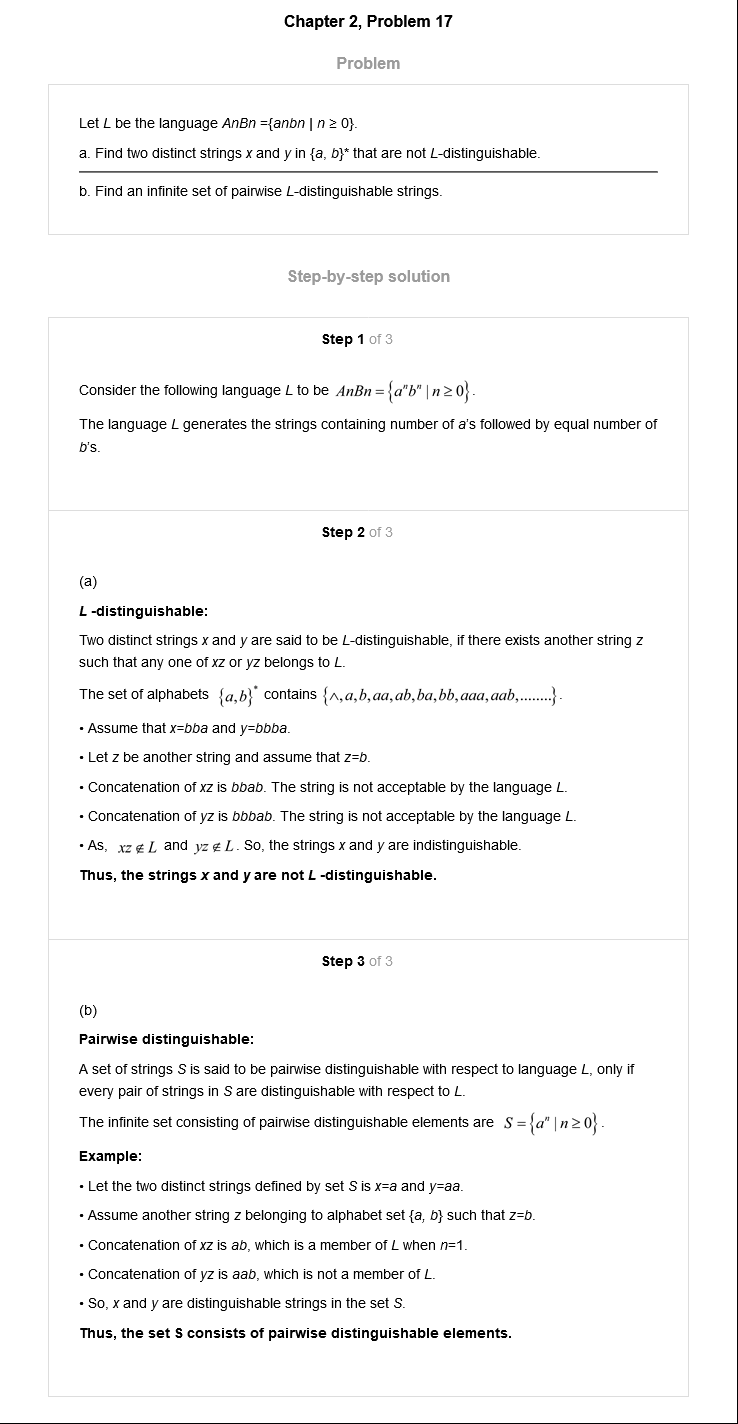 Chapter 2, Problem 17
Problem
Let L be the language AnBn ={anbn | n ≥ 0}.
a. Find two distinct strings x and y in {a, b}* that are not L-distinguishable.
b. Find an infinite set of pairwise L-distinguishable strings.
Step-by-step solution
Step 1 of 3
Consider the following language L to be AnBn = {aⁿbⁿ | n ≥ 0}.
The language L generates the strings containing number of a's followed by equal number of
b's.
Step 2 of 3
(a)
L -distinguishable:
Two distinct strings x and y are said to be L-distinguishable, if there exists another string z
such that any one of xz or yz belongs to L.
The set of alphabets {a,b}* contains {∧,a,b,aa,ab,ba,bb,aaa,aab,........}.
• Assume that x=bba and y=bbba.
• Let z be another string and assume that z=b.
• Concatenation of xz is bbab. The string is not acceptable by the language L.
• Concatenation of yz is bbbab. The string is not acceptable by the language L.
• As, xz ∉ L and yz ∉ L. So, the strings x and y are indistinguishable.
Thus, the strings x and y are not L -distinguishable.
Step 3 of 3
(b)
Pairwise distinguishable:
A set of strings S is said to be pairwise distinguishable with respect to language L, only if
every pair of strings in S are distinguishable with respect to L.
The infinite set consisting of pairwise distinguishable elements are S = {aⁿ | n ≥ 0}.
Example:
• Let the two distinct strings defined by set S is x=a and y=aa.
• Assume another string z belonging to alphabet set {a, b} such that z=b.
• Concatenation of xz is ab, which is a member of L when n=1.
• Concatenation of yz is aab, which is not a member of L.
• So, x and y are distinguishable strings in the set S.
Thus, the set S consists of pairwise distinguishable elements.